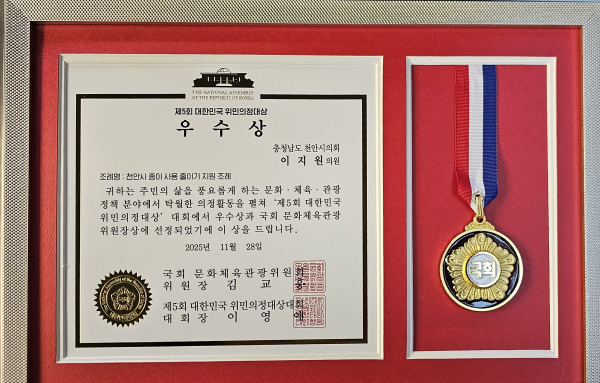 THE NATIONAL ASSEMBLY
OF THE REPUBLIC OF KOREA
제5회 대한민국 위민의정대상
우수상
충청남도 천안시의회
이지원 의원
조례명 : 천안시 종이 사용 줄이기 지원 조례
귀하는 주민의 삶을 풍요롭게 하는 문화·체육·관광
정책 분야에서 탁월한 의정활동을 펼쳐 '제5회 대한민국
위민의정대상' 대회에서 우수상과 국회 문화체육관광
위원장상에 선정되었기에 이 상을 드립니다.
2025년 11월 28일
국회 문화체육관광위원회
위원장 김교흥
제5회 대한민국 위민의정대상대회
대회장 이영애
국회